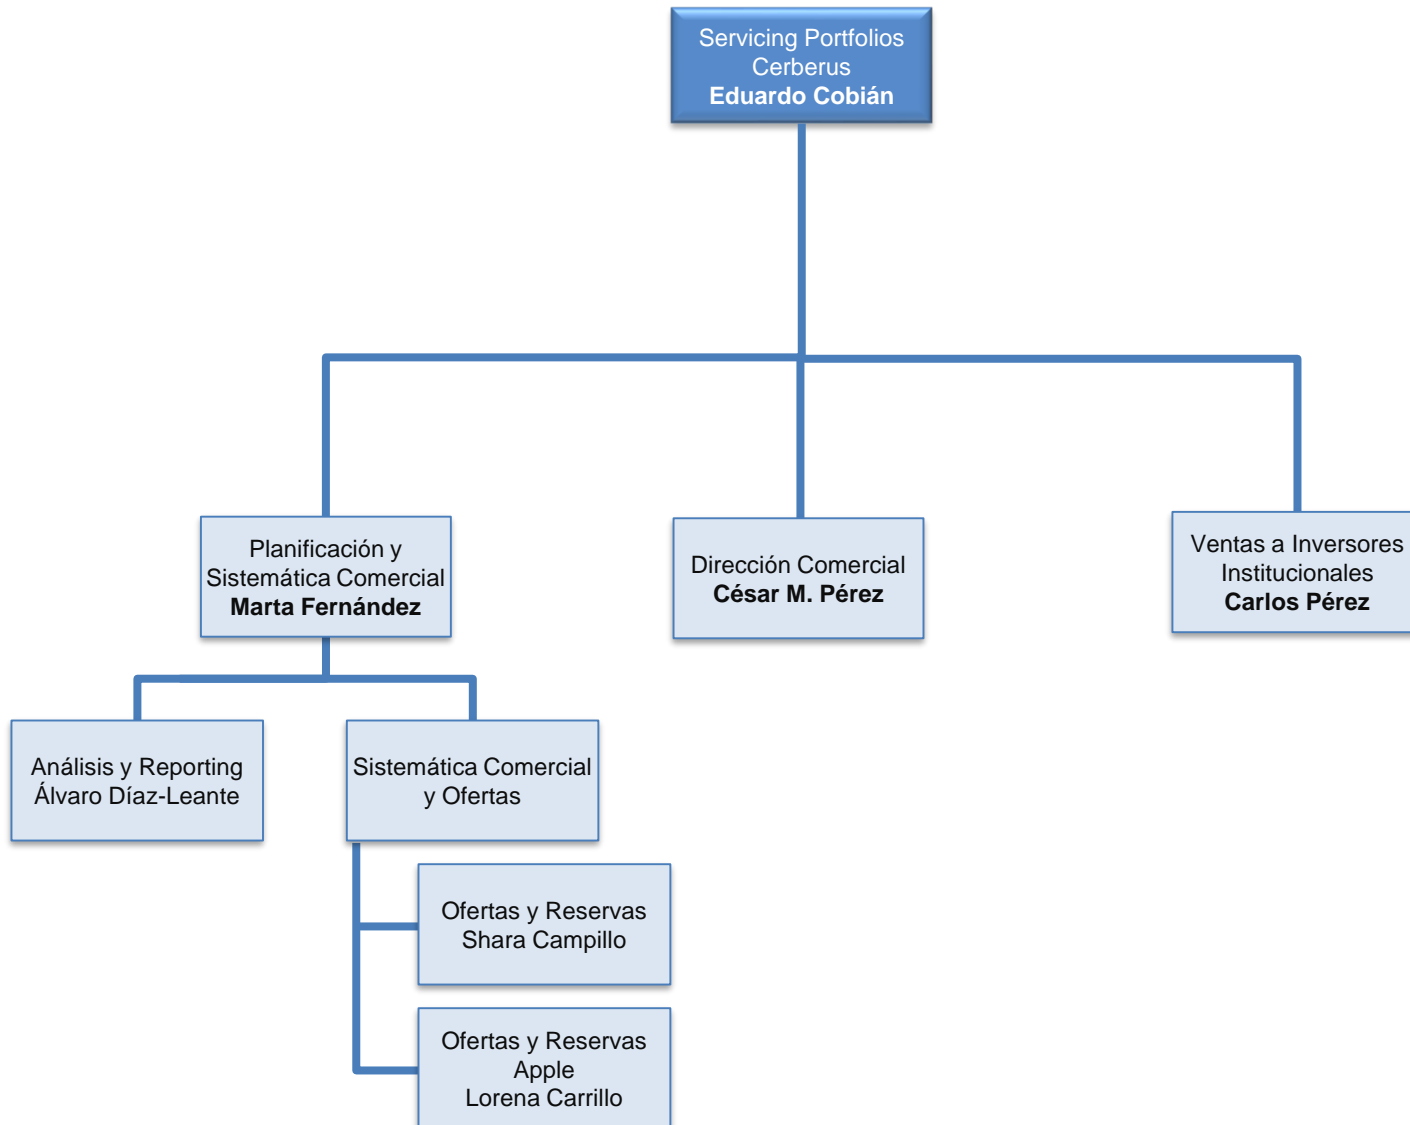 Servicing Portfolios
Cerberus
Eduardo Cobián
Planificación y
Sistemática Comercial
Marta Fernández
Dirección Comercial
César M. Pérez
Ventas a Inversores
Institucionales
Carlos Pérez
Análisis y Reporting
Álvaro Díaz-Leante
Sistemática Comercial
y Ofertas
Ofertas y Reservas
Shara Campillo
Ofertas y Reservas
Apple
Lorena Carrillo